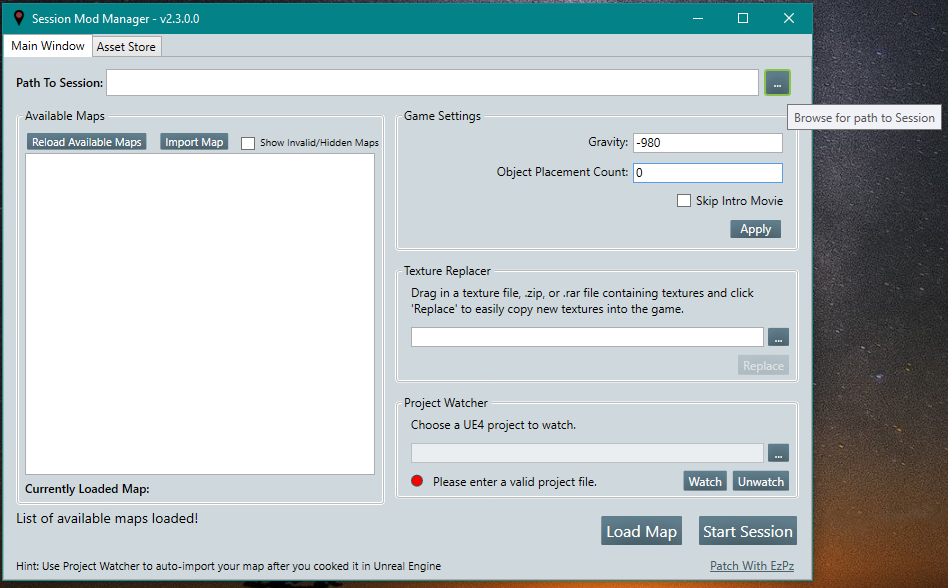 Session Mod Manager - v2.3.0.0
Main Window
Asset Store
Path To Session:
...
Browse for path to Session
Available Maps
Reload Available Maps
Import Map
Show Invalid/Hidden Maps
Currently Loaded Map:
Game Settings
Gravity:
-980
Object Placement Count:
0
Skip Intro Movie
Apply
Texture Replacer
Drag in a texture file, .zip, or .rar file containing textures and click
'Replace' to easily copy new textures into the game.
...
Replace
Project Watcher
Choose a UE4 project to watch.
...
Please enter a valid project file.
Watch
Unwatch
List of available maps loaded!
Load Map
Start Session
Hint: Use Project Watcher to auto-import your map after you cooked it in Unreal Engine
Patch With EzPz